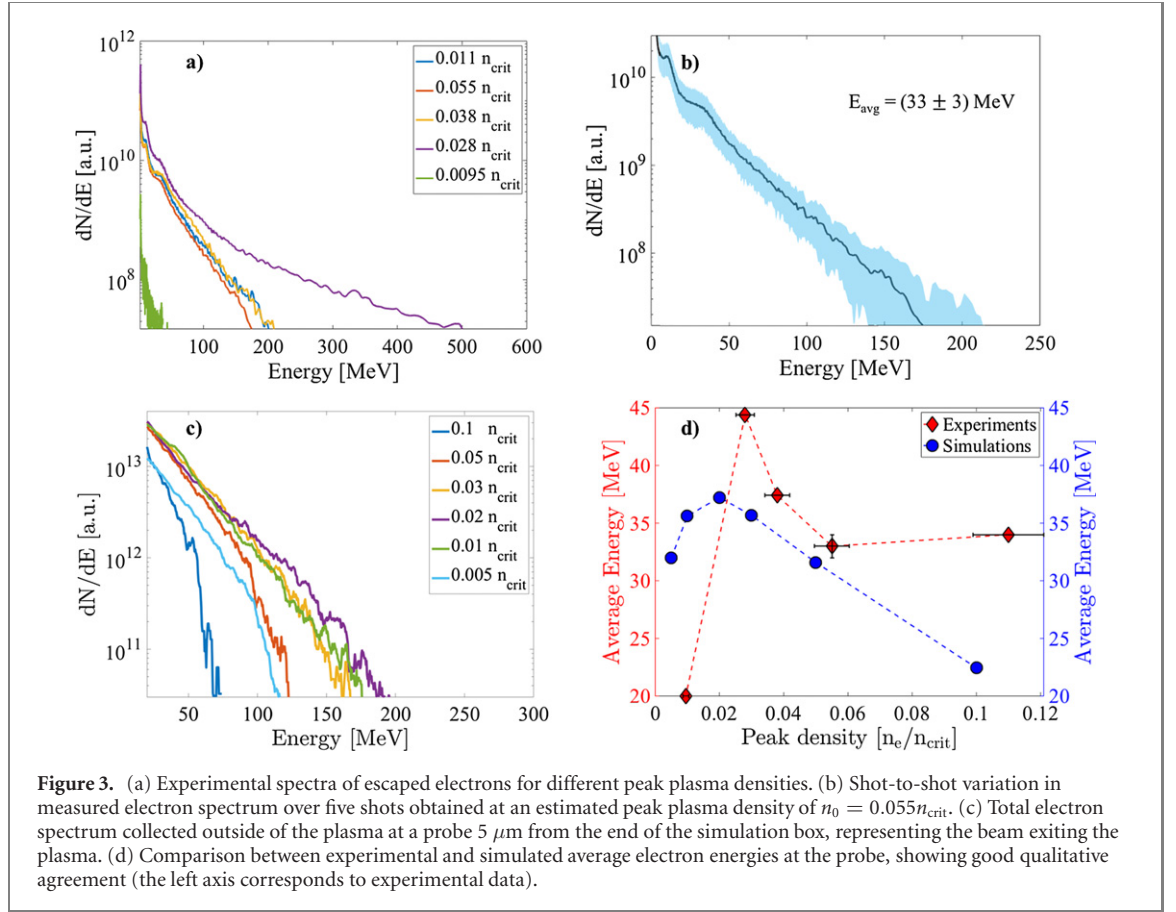 a)
10^12
10^10
10^8
dN/dE [a.u.]
100 200 300 400 500 600
Energy [MeV]
0.011 n_crit
0.055 n_crit
0.038 n_crit
0.028 n_crit
0.0095 n_crit
b)
10^10
10^9
10^8
dN/dE [a.u.]
E_avg = (33 ± 3) MeV
0 50 100 150 200 250
Energy [MeV]
c)
10^13
10^12
10^11
dN/dE [a.u.]
50 100 150 200 250 300
Energy [MeV]
0.1 n_crit
0.05 n_crit
0.03 n_crit
0.02 n_crit
0.01 n_crit
0.005 n_crit
d)
45
40
35
30
25
20
Average Energy [MeV]
Experiments
Simulations
45
40
35
30
25
20
Average Energy [MeV]
0 0.02 0.04 0.06 0.08 0.1 0.12
Peak density [n_e/n_crit]
Figure 3. (a) Experimental spectra of escaped electrons for different peak plasma densities. (b) Shot-to-shot variation in
measured electron spectrum over five shots obtained at an estimated peak plasma density of n_0 = 0.055n_crit. (c) Total electron
spectrum collected outside of the plasma at a probe 5 μm from the end of the simulation box, representing the beam exiting the
plasma. (d) Comparison between experimental and simulated average electron energies at the probe, showing good qualitative
agreement (the left axis corresponds to experimental data).